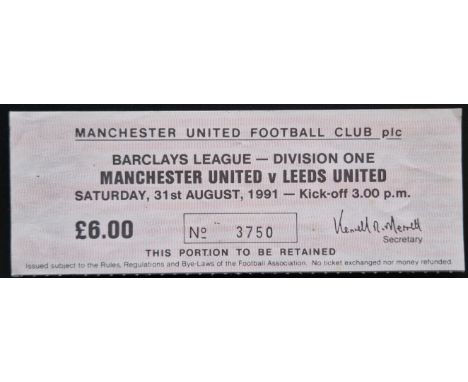 MANCHESTER UNITED FOOTBALL CLUB plc
BARCLAYS LEAGUE — DIVISION ONE
MANCHESTER UNITED v LEEDS UNITED
SATURDAY, 31st AUGUST, 1991 — Kick-off 3.00 p.m.
£6.00 No 3750 Kenneth R. Merrett
Secretary
THIS PORTION TO BE RETAINED
Issued subject to the Rules, Regulations and Bye-Laws of the Football Association. No ticket exchanged nor money refunded.